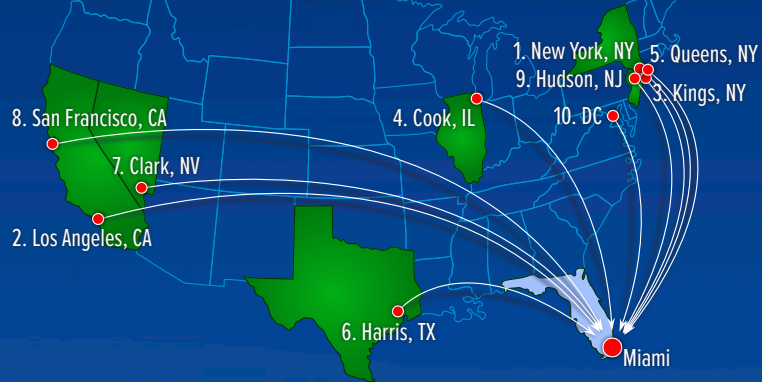 1. New York, NY
5. Queens, NY
9. Hudson, NJ
3. Kings, NY
8. San Francisco, CA
4. Cook, IL
10. DC
7. Clark, NV
2. Los Angeles, CA
6. Harris, TX
Miami